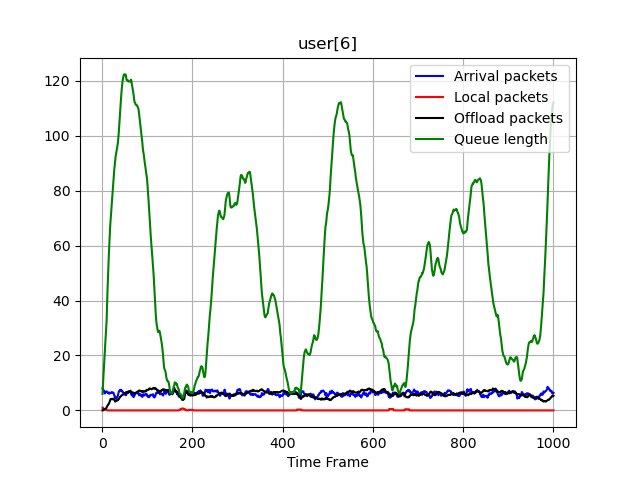 user[6]
Arrival packets
Local packets
Offload packets
Queue length
120
100
80
60
40
20
0
0 200 400 600 800 1000
Time Frame